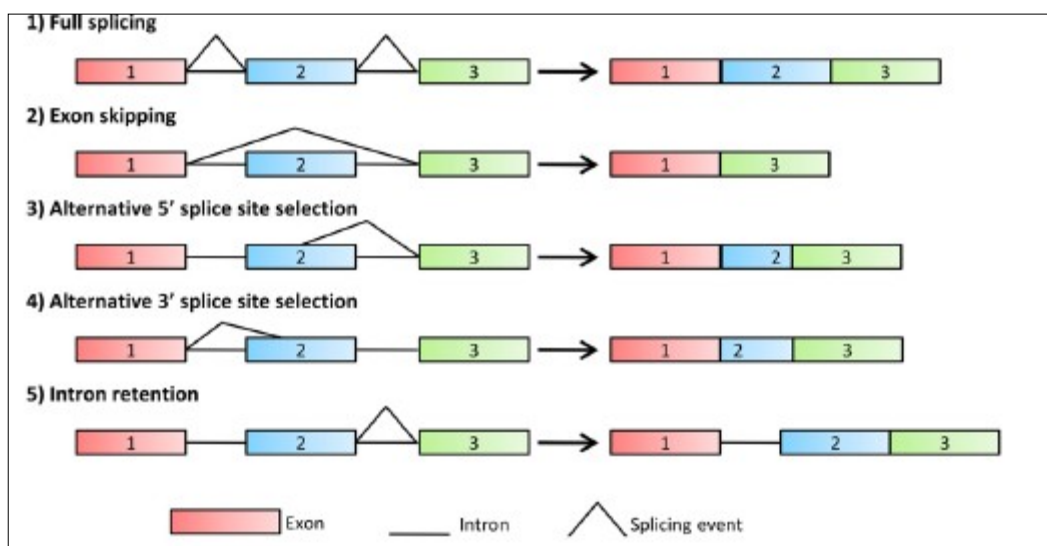 1) Full splicing
1 2 3 1 2 3
2) Exon skipping
1 2 3 1 3
3) Alternative 5’ splice site selection
1 2 3 1 2 3
4) Alternative 3’ splice site selection
1 2 3 1 2 3
5) Intron retention
1 2 3 1 2 3
Exon Intron Splicing event